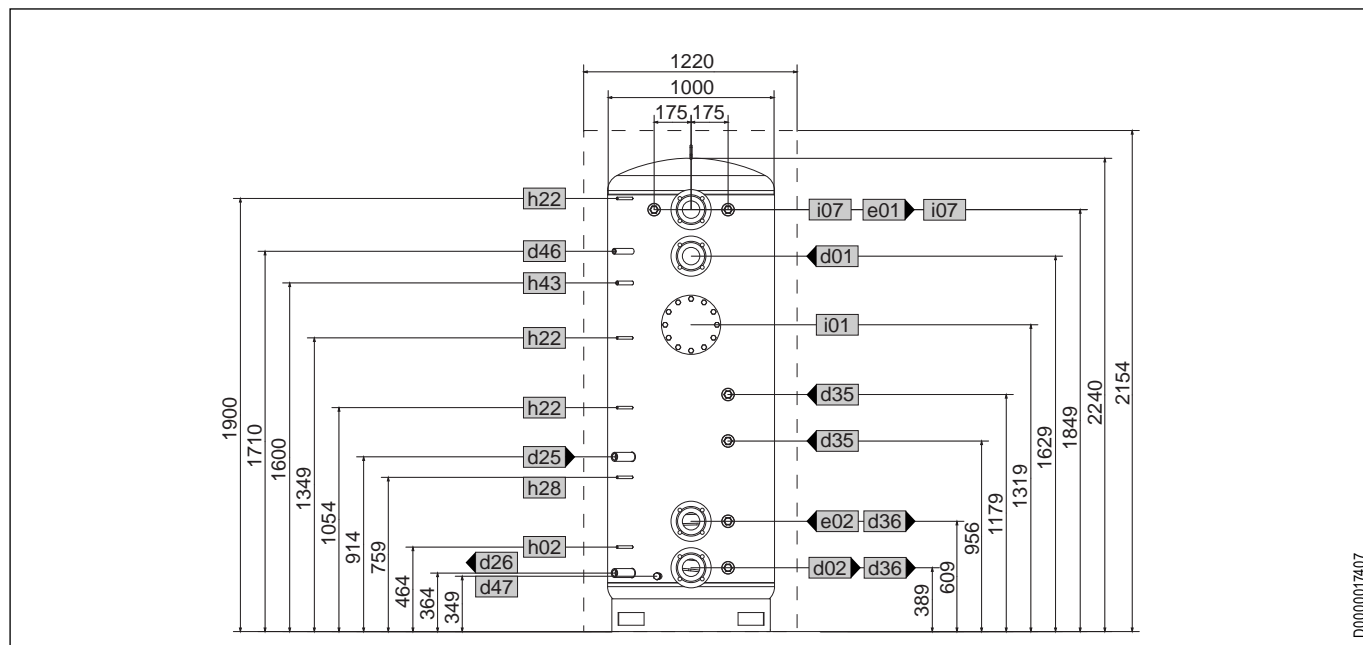 1220
1000
175 175
h22
i07 e01 i07
d46
d01
h43
i01
h22
d35
h22
d35
d25
h28
e02 d36
h02
d26
d02 d36
d47
1900
1710
1600
1349
1054
914
759
464
364
349
389
609
956
1179
1319
1629
1849
2240
2154
D0000017407